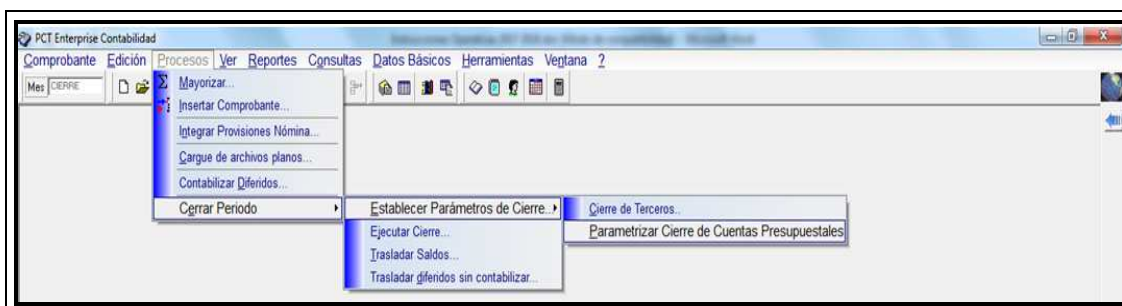 PCT Enterprise Contabilidad
Comprobante Edición Procesos Ver Reportes Consultas Datos Básicos Herramientas Ventana ?
Mes CIERRE
Mayorizar...
Insertar Comprobante...
Integrar Provisiones Nómina...
Cargue de archivos planos...
Contabilizar Diferidos...
Cerrar Periodo
Establecer Parámetros de Cierre...
Ejecutar Cierre...
Trasladar Saldos...
Trasladar diferidos sin contabilizar...
Cierre de Terceros..
Parametrizar Cierre de Cuentas Presupuestales